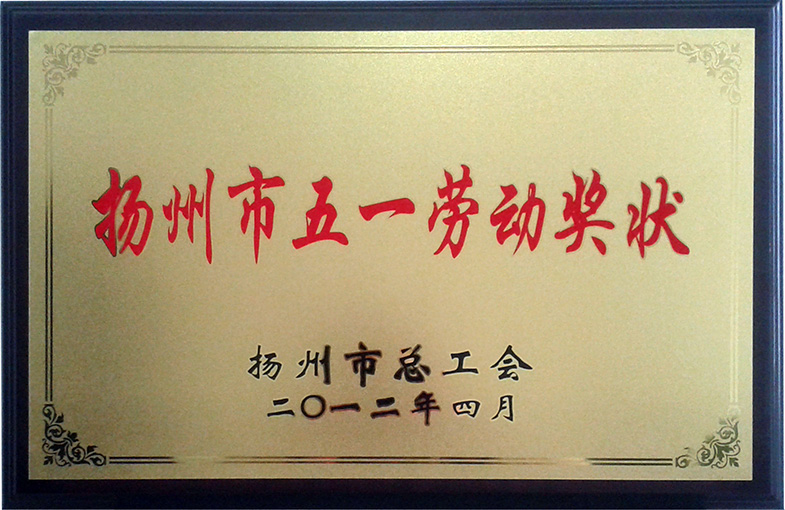 扬州市五一劳动奖状
扬州市总工会
二〇一二年四月